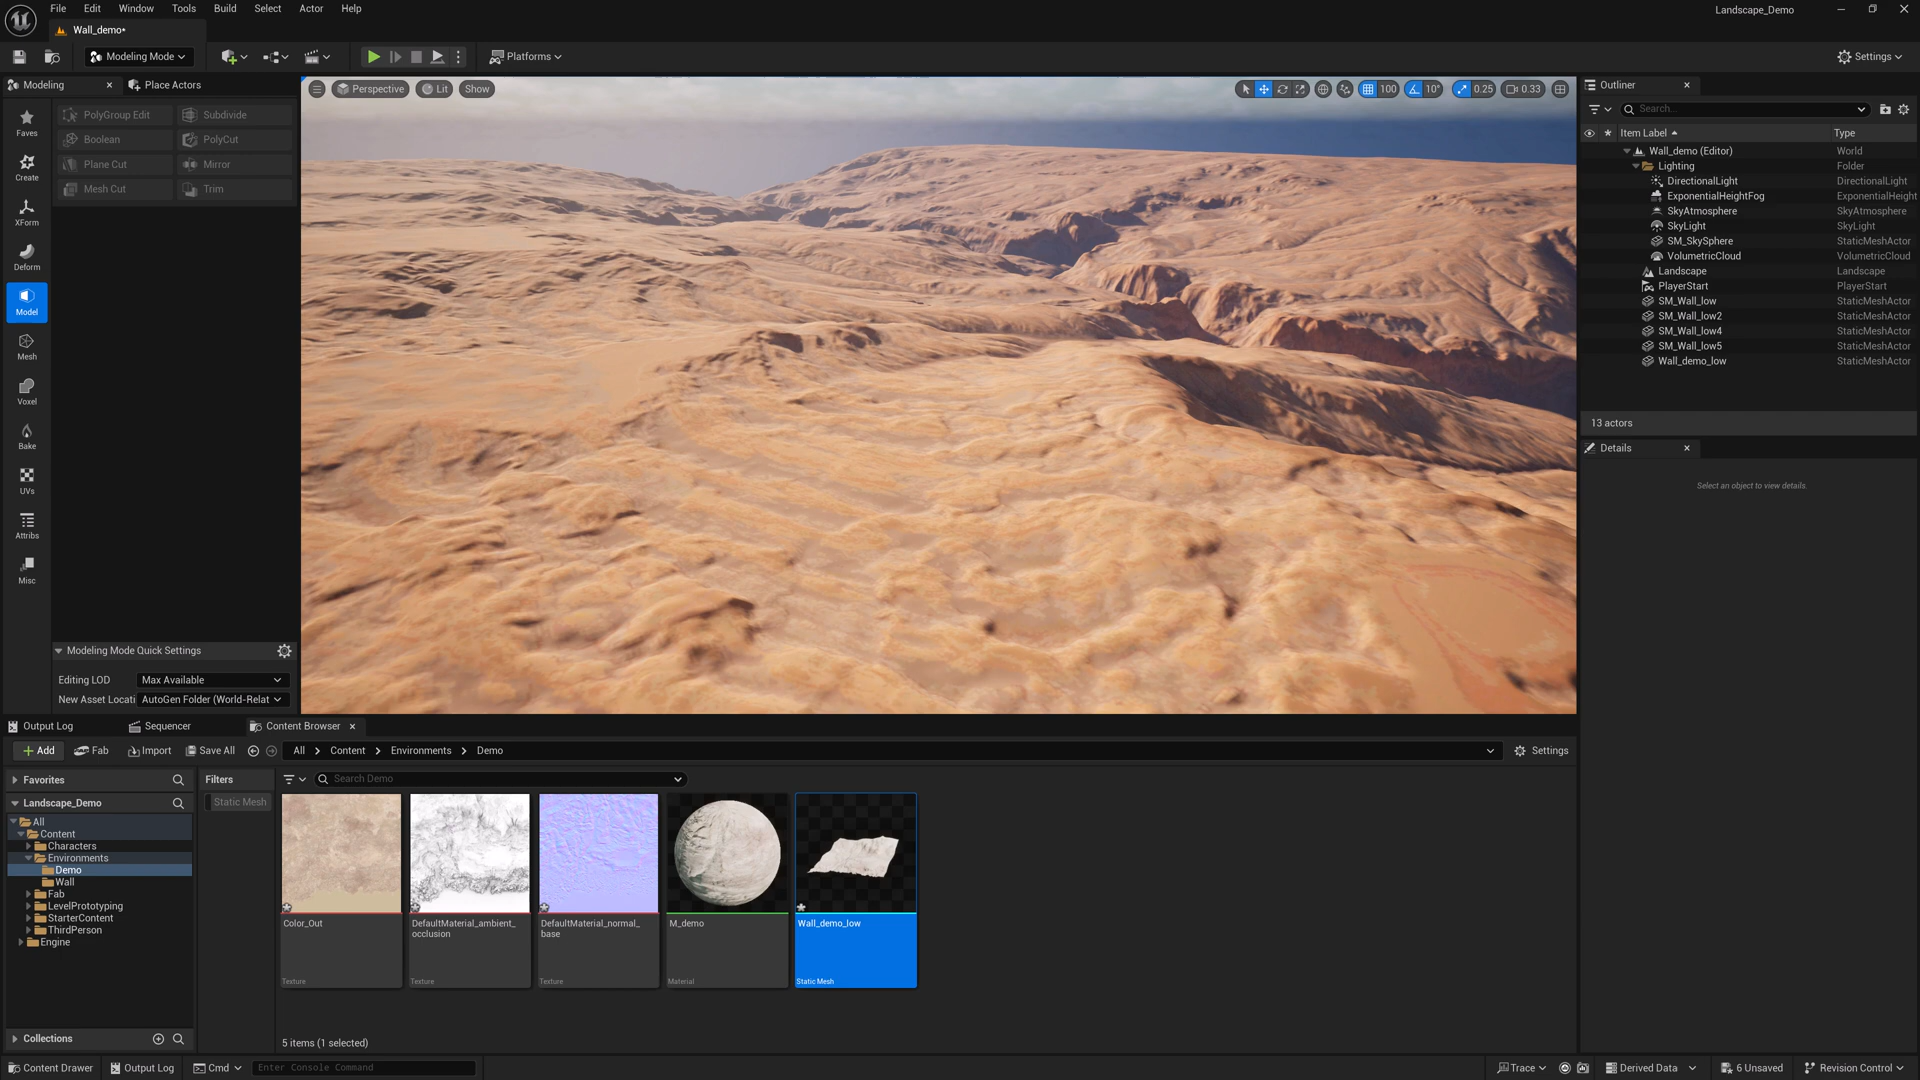 File Edit Window Tools Build Select Actor Help
Landscape_Demo
Wall_demo*
Modeling Mode
Platforms
Settings
Modeling
Place Actors
PolyGroup Edit
Subdivide
Boolean
PolyCut
Plane Cut
Mirror
Mesh Cut
Trim
Faves
Create
XForm
Deform
Model
Mesh
Voxel
Bake
UVs
Attribs
Misc
Modeling Mode Quick Settings
Editing LOD Max Available
New Asset Locati AutoGen Folder (World-Relat
Perspective Lit Show
100 10° 0.25 0.33
Outliner
Search...
Item Label Type
Wall_demo (Editor) World
Lighting Folder
DirectionalLight DirectionalLight
ExponentialHeightFog ExponentialHeight
SkyAtmosphere SkyAtmosphere
SkyLight SkyLight
SM_SkySphere StaticMeshActor
VolumetricCloud VolumetricCloud
Landscape Landscape
PlayerStart PlayerStart
SM_Wall_low StaticMeshActor
SM_Wall_low2 StaticMeshActor
SM_Wall_low4 StaticMeshActor
SM_Wall_low5 StaticMeshActor
Wall_demo_low StaticMeshActor
13 actors
Details
Select an object to view details.
Output Log Sequencer Content Browser
Add Fab Import Save All All Content Environments Demo Settings
Favorites
Landscape_Demo
All
Content
Characters
Environments
Demo
Wall
Fab
LevelPrototyping
StarterContent
ThirdPerson
Engine
Collections
Filters
Static Mesh
Search Demo
Color_Out
Texture
DefaultMaterial_ambient_
occlusion
Texture
DefaultMaterial_normal_
base
Texture
M_demo
Material
Wall_demo_low
Static Mesh
5 items (1 selected)
Content Drawer Output Log Cmd Enter Console Command Trace Derived Data 6 Unsaved Revision Control